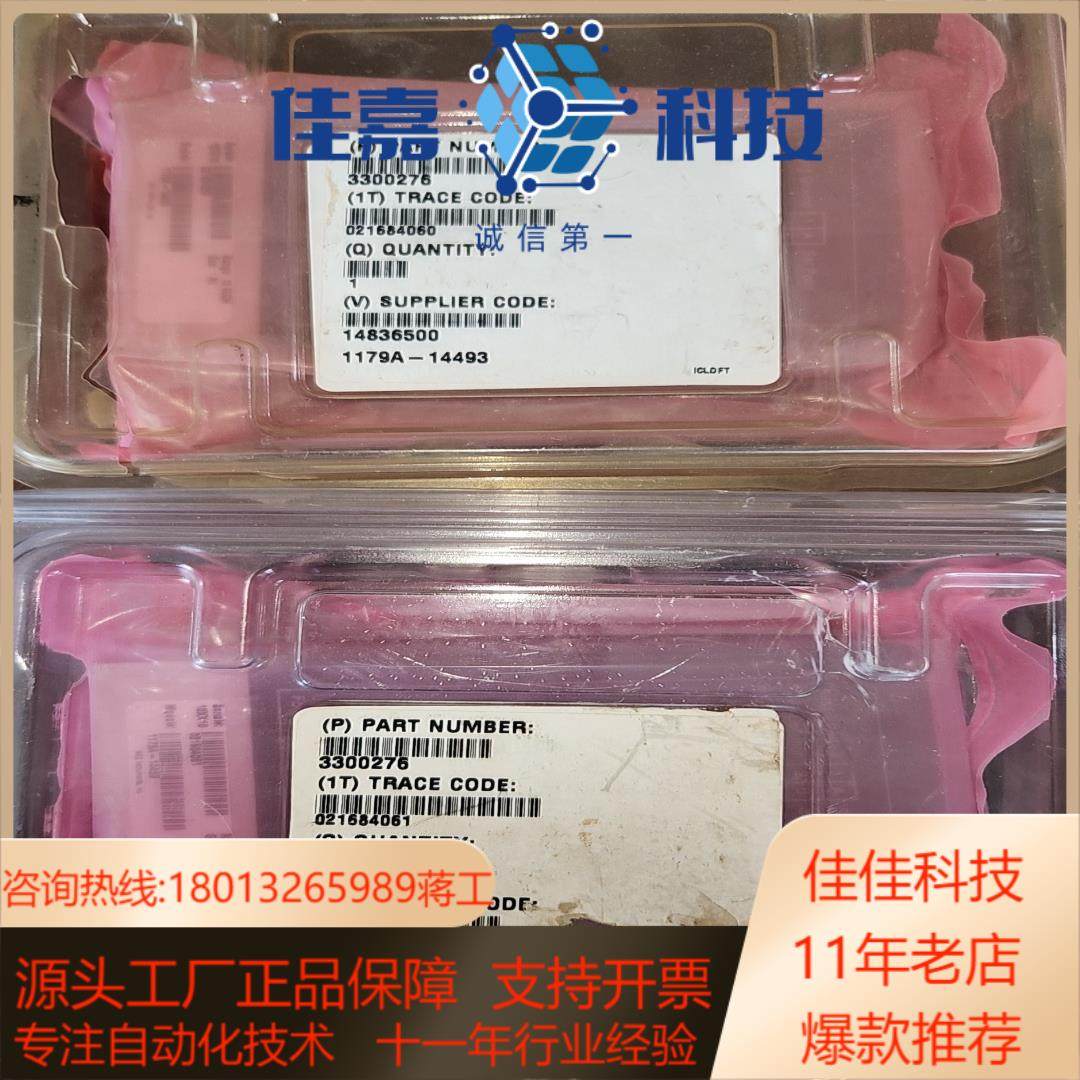 佳嘉 科技
诚信第一
3300276
(1T) TRACE CODE:
021684060
(Q) QUANTITY:
1
(V) SUPPLIER CODE:
14836500
1179A-14493
(P) PART NUMBER:
3300276
(1T) TRACE CODE:
021684061
咨询热线:18013265989蒋工
源头工厂正品保障 支持开票
专注自动化技术 十一年行业经验
佳佳科技
11年老店
爆款推荐